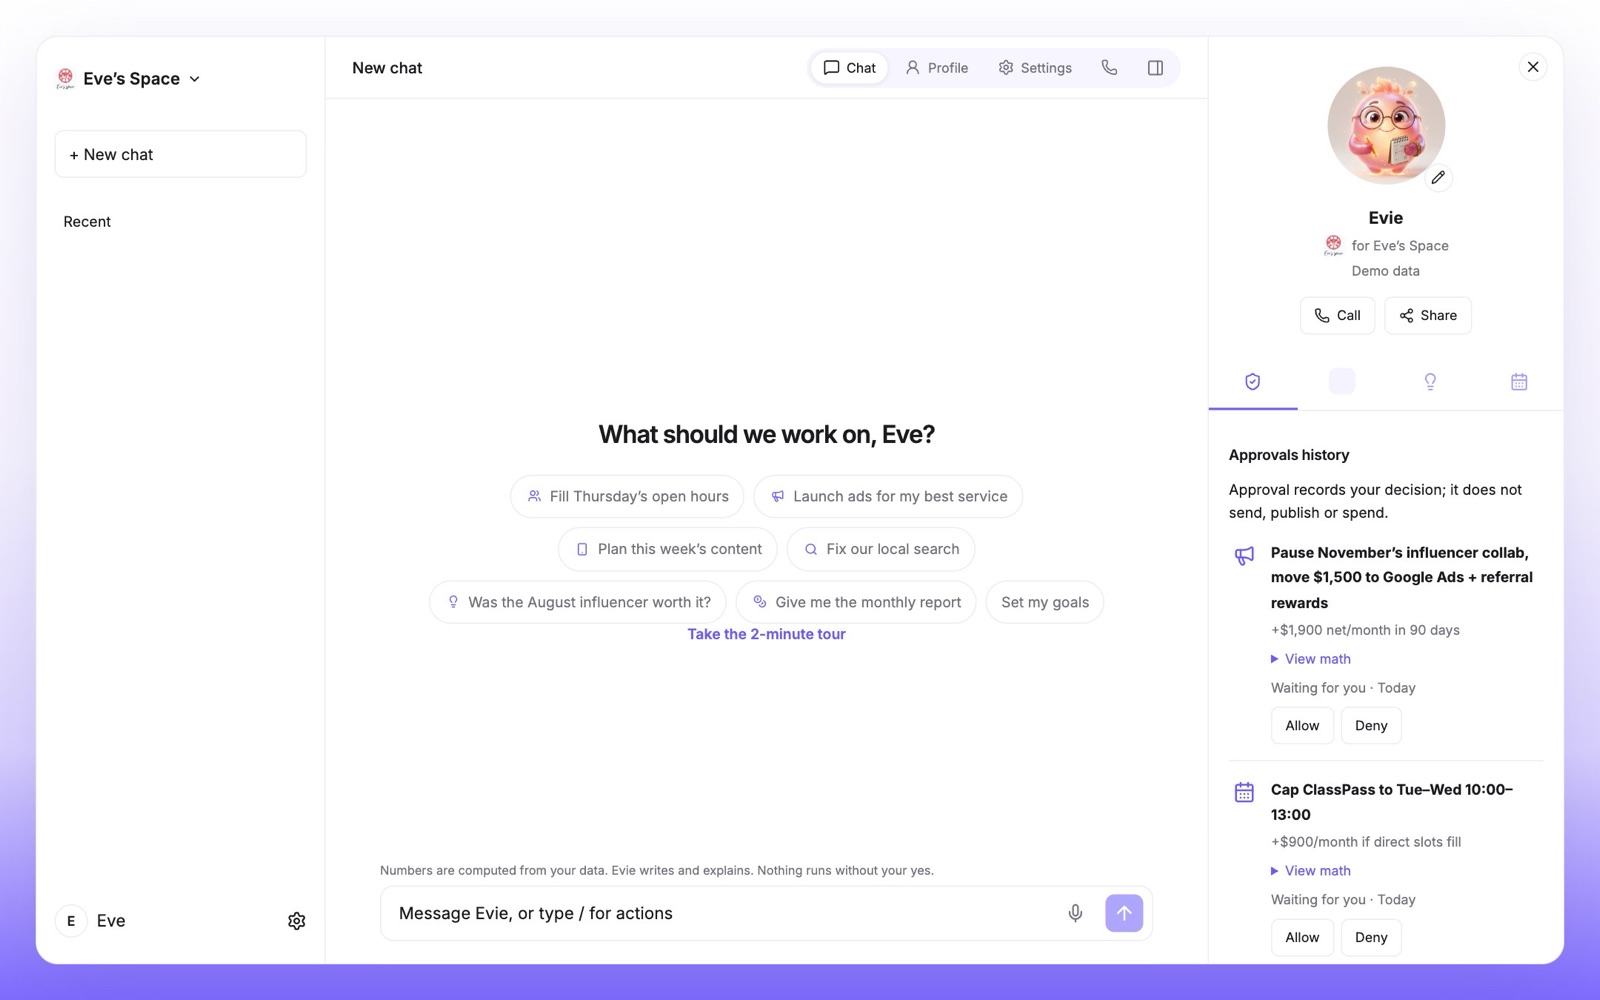 Eve's Space
+ New chat
Recent
E
Eve
New chat
Chat
Profile
Settings
What should we work on, Eve?
Fill Thursday's open hours
Launch ads for my best service
Plan this week's content
Fix our local search
Was the August influencer worth it?
Give me the monthly report
Set my goals
Take the 2-minute tour
Numbers are computed from your data. Evie writes and explains. Nothing runs without your yes.
Message Evie, or type / for actions
Evie
for Eve's Space
Demo data
Call
Share
Approvals history
Approval records your decision; it does not
send, publish or spend.
Pause November's influencer collab,
move $1,500 to Google Ads + referral
rewards
+$1,900 net/month in 90 days
View math
Waiting for you · Today
Allow
Deny
Cap ClassPass to Tue–Wed 10:00–
13:00
+$900/month if direct slots fill
View math
Waiting for you · Today
Allow
Deny